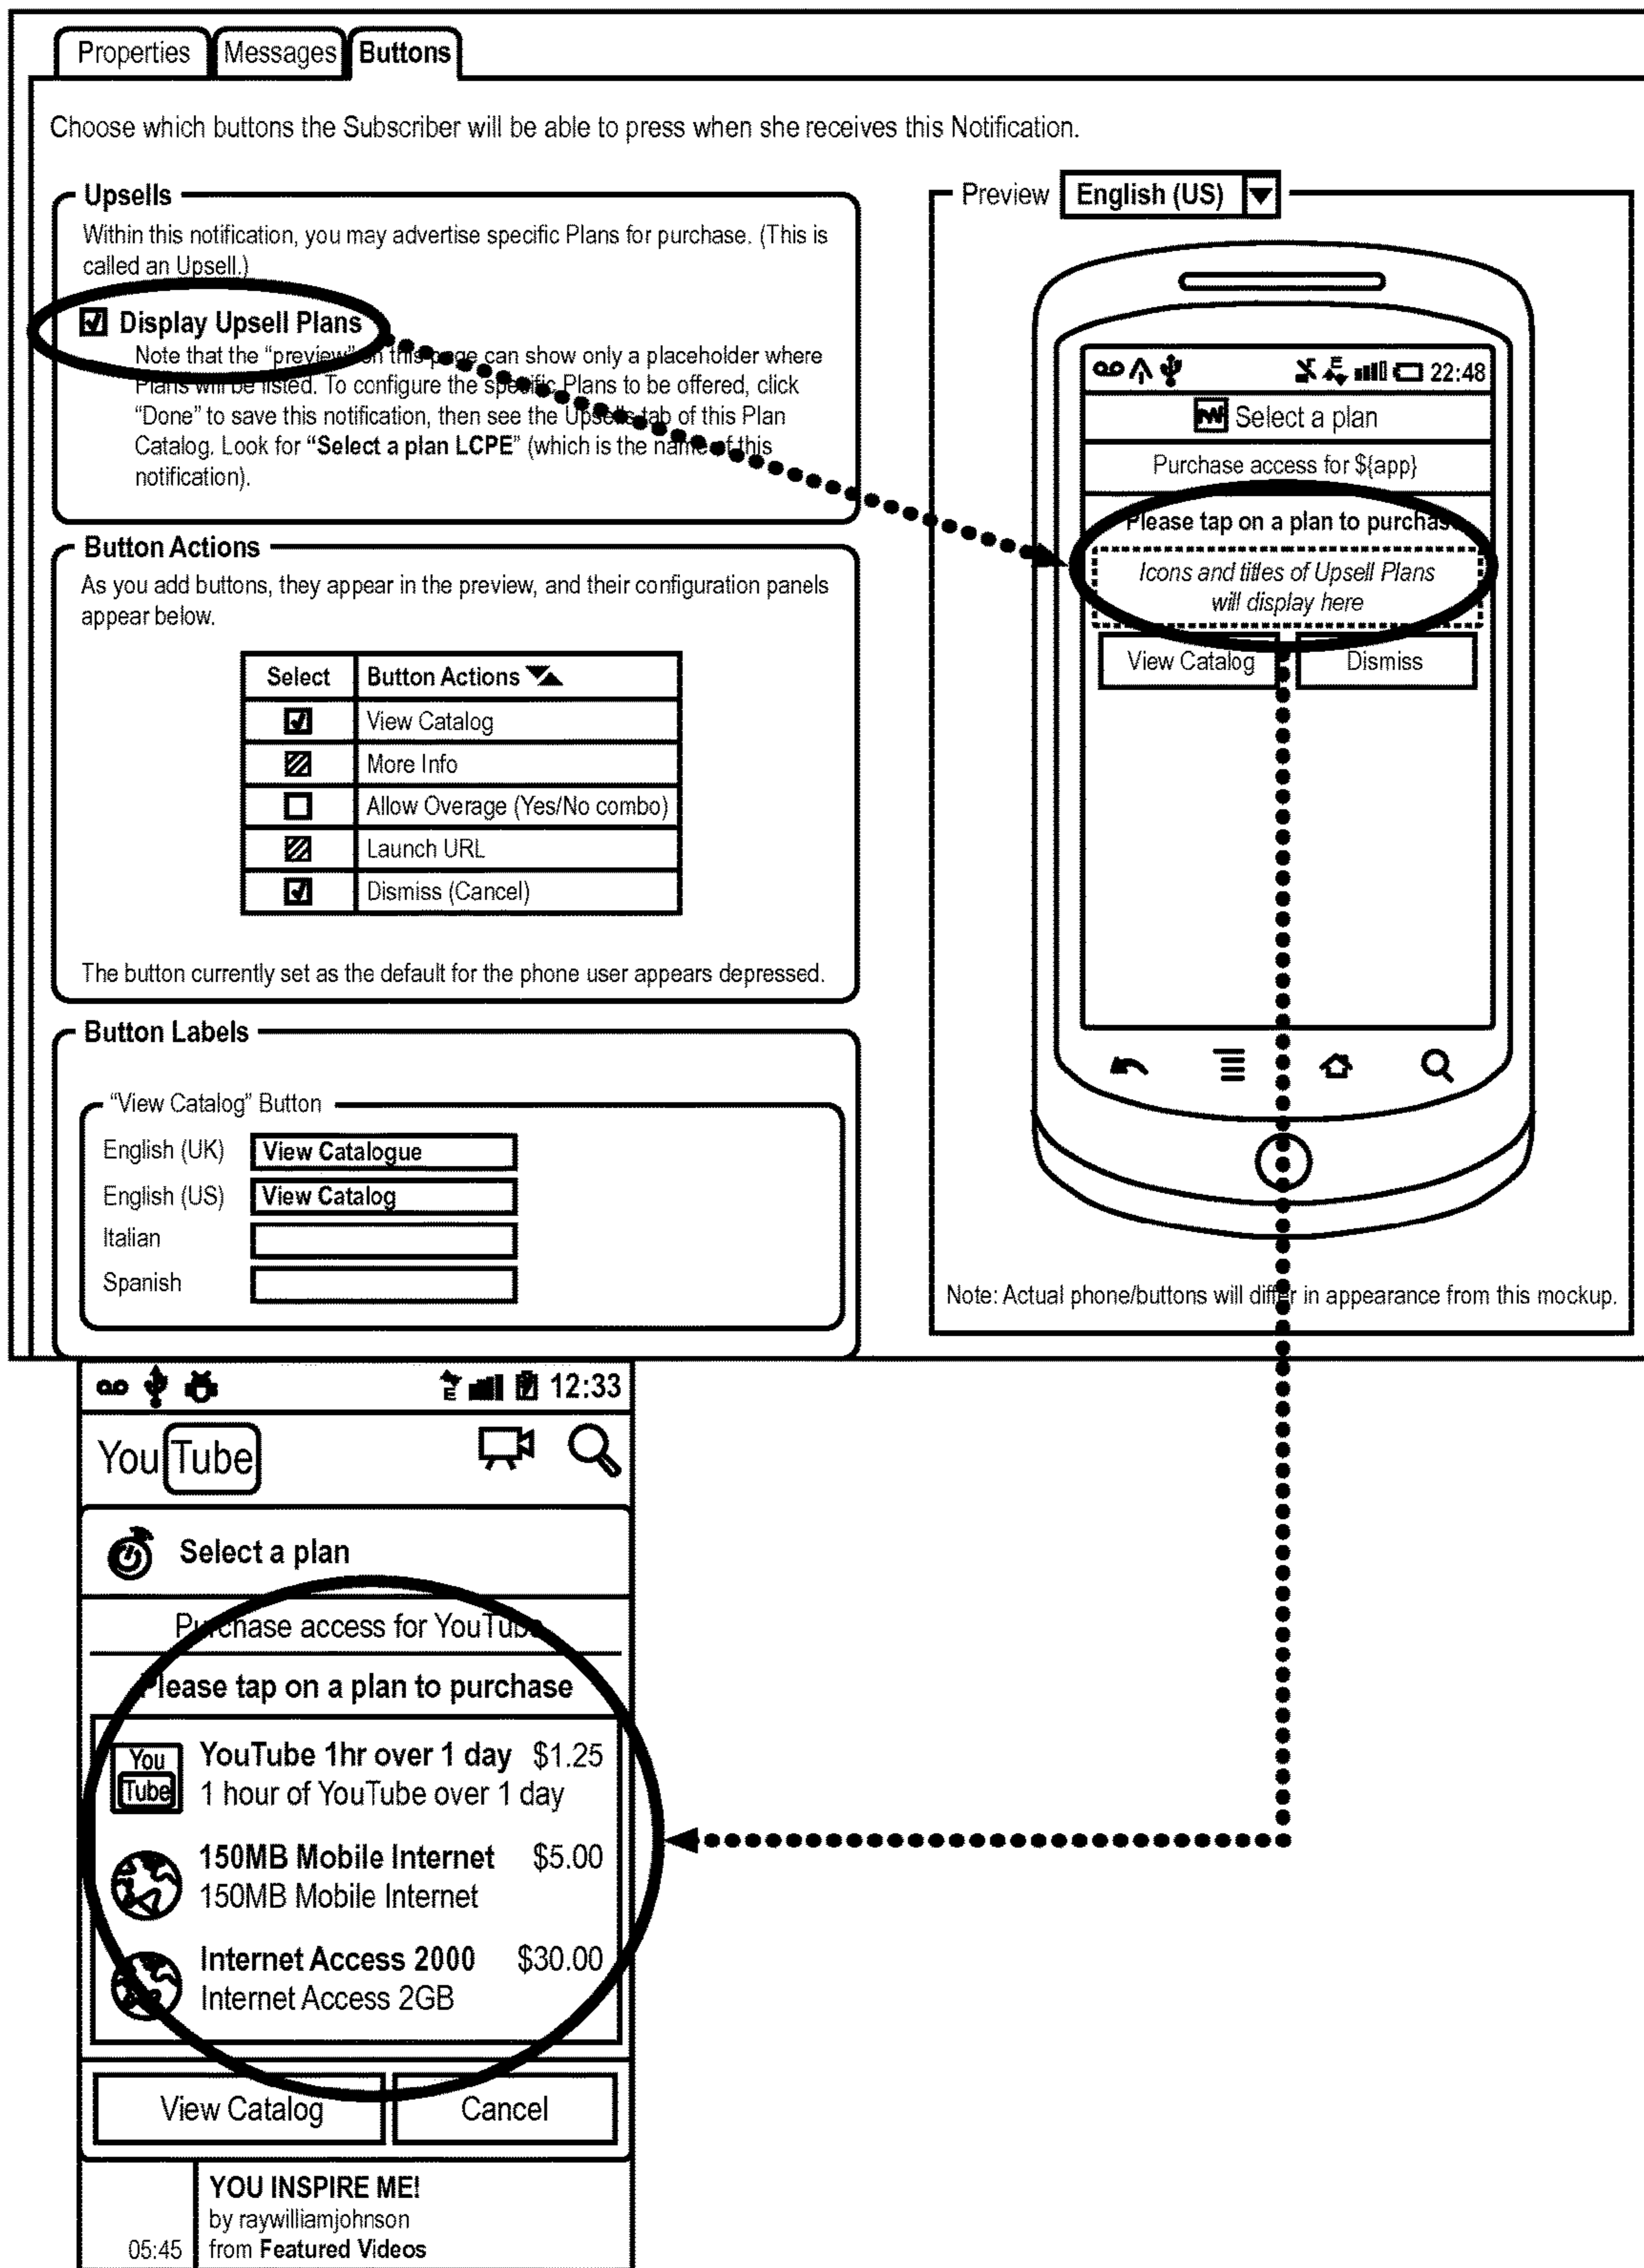 Properties
Messages
Buttons
Choose which buttons the Subscriber will be able to press when she receives this Notification.
Upsells
Within this notification, you may advertise specific Plans for purchase. (This is
called an Upsell.)
Display Upsell Plans
Note that the "preview" on this page can show only a placeholder where
Plans will be listed. To configure the specific Plans to be offered, click
"Done" to save this notification, then see the Upsells tab of this Plan
Catalog. Look for "Select a plan LCPE" (which is the name of this
notification).
Button Actions
As you add buttons, they appear in the preview, and their configuration panels
appear below.
Select Button Actions
View Catalog
More Info
Allow Overage (Yes/No combo)
Launch URL
Dismiss (Cancel)
The button currently set as the default for the phone user appears depressed.
Button Labels
"View Catalog" Button
English (UK) View Catalogue
English (US) View Catalog
Italian
Spanish
Preview English (US)
E 22:48
Select a plan
Purchase access for ${app}
Please tap on a plan to purchase
Icons and titles of Upsell Plans
will display here
View Catalog Dismiss
Note: Actual phone/buttons will differ in appearance from this mockup.
E 12:33
YouTube
Select a plan
Purchase access for YouTube
Please tap on a plan to purchase
You
Tube
YouTube 1hr over 1 day $1.25
1 hour of YouTube over 1 day
150MB Mobile Internet $5.00
150MB Mobile Internet
Internet Access 2000 $30.00
Internet Access 2GB
View Catalog Cancel
YOU INSPIRE ME!
by raywilliamjohnson
05:45 from Featured Videos